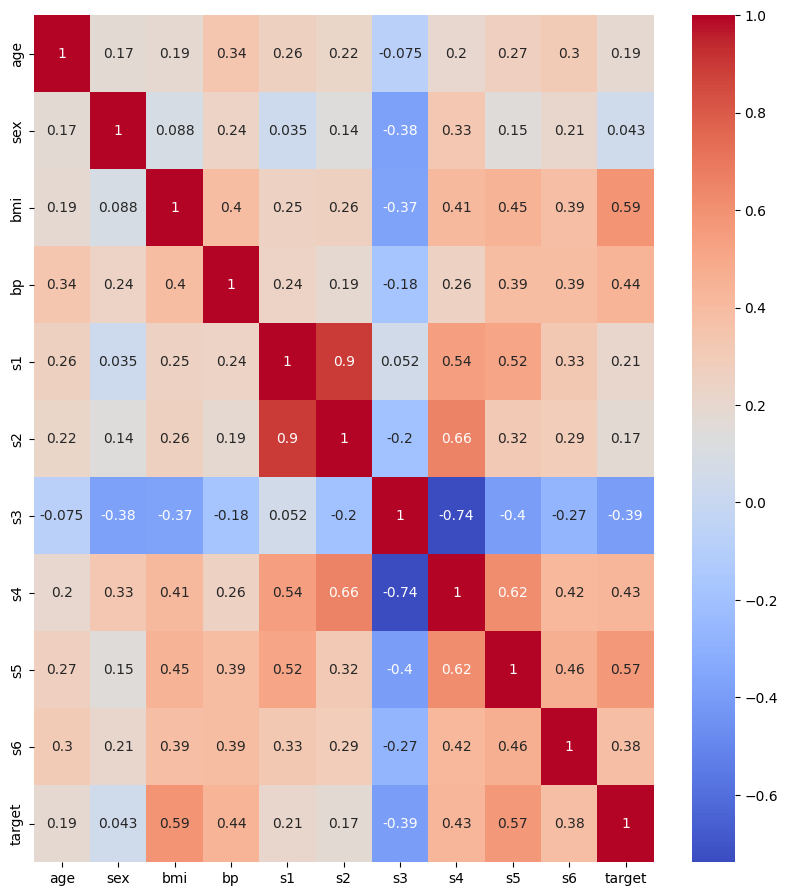 age 1 0.17 0.19 0.34 0.26 0.22 -0.075 0.2 0.27 0.3 0.19
sex 0.17 1 0.088 0.24 0.035 0.14 -0.38 0.33 0.15 0.21 0.043
bmi 0.19 0.088 1 0.4 0.25 0.26 -0.37 0.41 0.45 0.39 0.59
bp 0.34 0.24 0.4 1 0.24 0.19 -0.18 0.26 0.39 0.39 0.44
s1 0.26 0.035 0.25 0.24 1 0.9 0.052 0.54 0.52 0.33 0.21
s2 0.22 0.14 0.26 0.19 0.9 1 -0.2 0.66 0.32 0.29 0.17
s3 -0.075 -0.38 -0.37 -0.18 0.052 -0.2 1 -0.74 -0.4 -0.27 -0.39
s4 0.2 0.33 0.41 0.26 0.54 0.66 -0.74 1 0.62 0.42 0.43
s5 0.27 0.15 0.45 0.39 0.52 0.32 -0.4 0.62 1 0.46 0.57
s6 0.3 0.21 0.39 0.39 0.33 0.29 -0.27 0.42 0.46 1 0.38
target 0.19 0.043 0.59 0.44 0.21 0.17 -0.39 0.43 0.57 0.38 1
age sex bmi bp s1 s2 s3 s4 s5 s6 target
1.0
0.8
0.6
0.4
0.2
0.0
−0.2
−0.4
−0.6